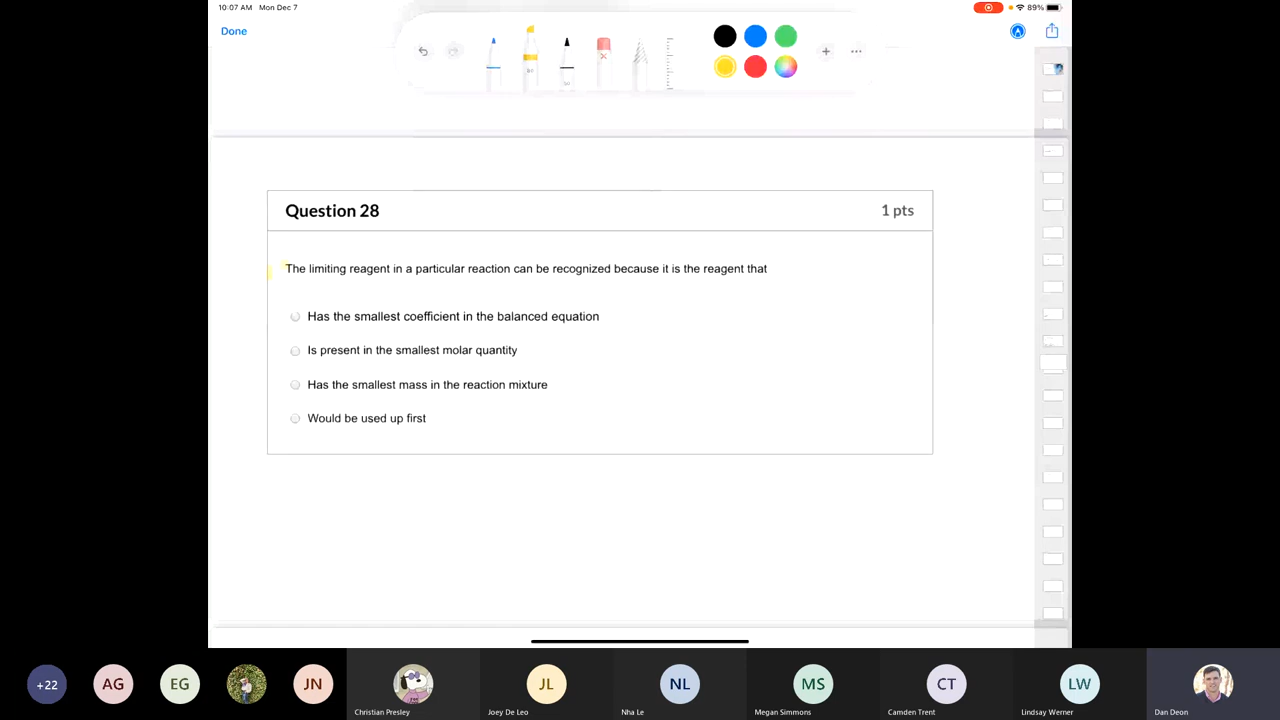 10:07 AM Mon Dec 7
89%
Done
Question 28
1 pts
The limiting reagent in a particular reaction can be recognized because it is the reagent that
Has the smallest coefficient in the balanced equation
Is present in the smallest molar quantity
Has the smallest mass in the reaction mixture
Would be used up first
+22
AG
EG
JN
JL
NL
MS
CT
LW
Christian Presley
Joey De Leo
Nha Le
Megan Simmons
Camden Trent
Lindsay Werner
Dan Deon